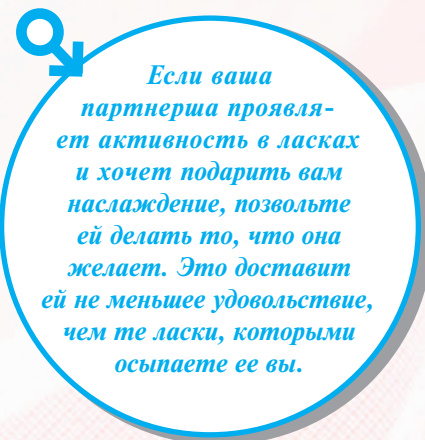 Если ваша
партнерша проявля-
ет активность в ласках
и хочет подарить вам
наслаждение, позвольте
ей делать то, что она
желает. Это доставит
ей не меньшее удовольствие,
чем те ласки, которыми
осыпаете ее вы.